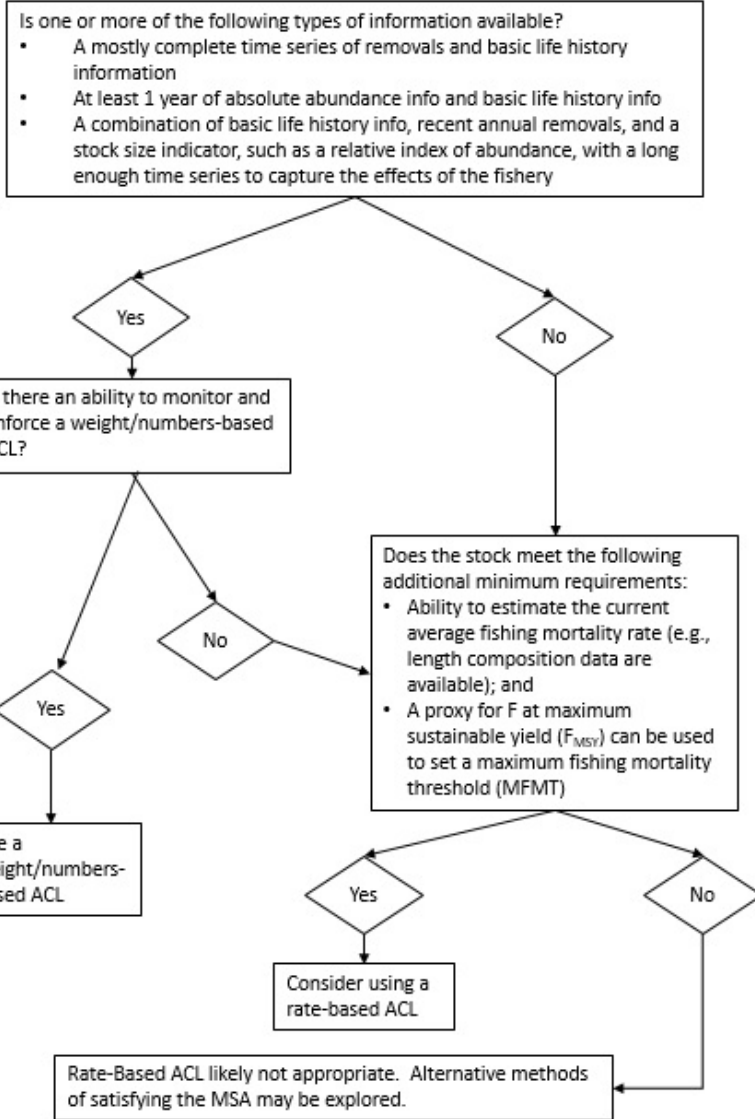 Is one or more of the following types of information available?
• A mostly complete time series of removals and basic life history
information
• At least 1 year of absolute abundance info and basic life history info
• A combination of basic life history info, recent annual removals, and a
stock size indicator, such as a relative index of abundance, with a long
enough time series to capture the effects of the fishery
Yes
No
there an ability to monitor and
nforce a weight/numbers-based
CL?
Does the stock meet the following
additional minimum requirements:
• Ability to estimate the current
average fishing mortality rate (e.g.,
length composition data are
available); and
• A proxy for F at maximum
sustainable yield (FMSY) can be used
to set a maximum fishing mortality
threshold (MFMT)
No
Yes
e a
ight/numbers-
sed ACL
Yes
No
Consider using a
rate-based ACL
Rate-Based ACL likely not appropriate.  Alternative methods
of satisfying the MSA may be explored.